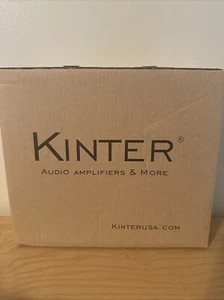 KINTER®
AUDIO AMPLIFIERS & MORE
KINTERUSA.COM